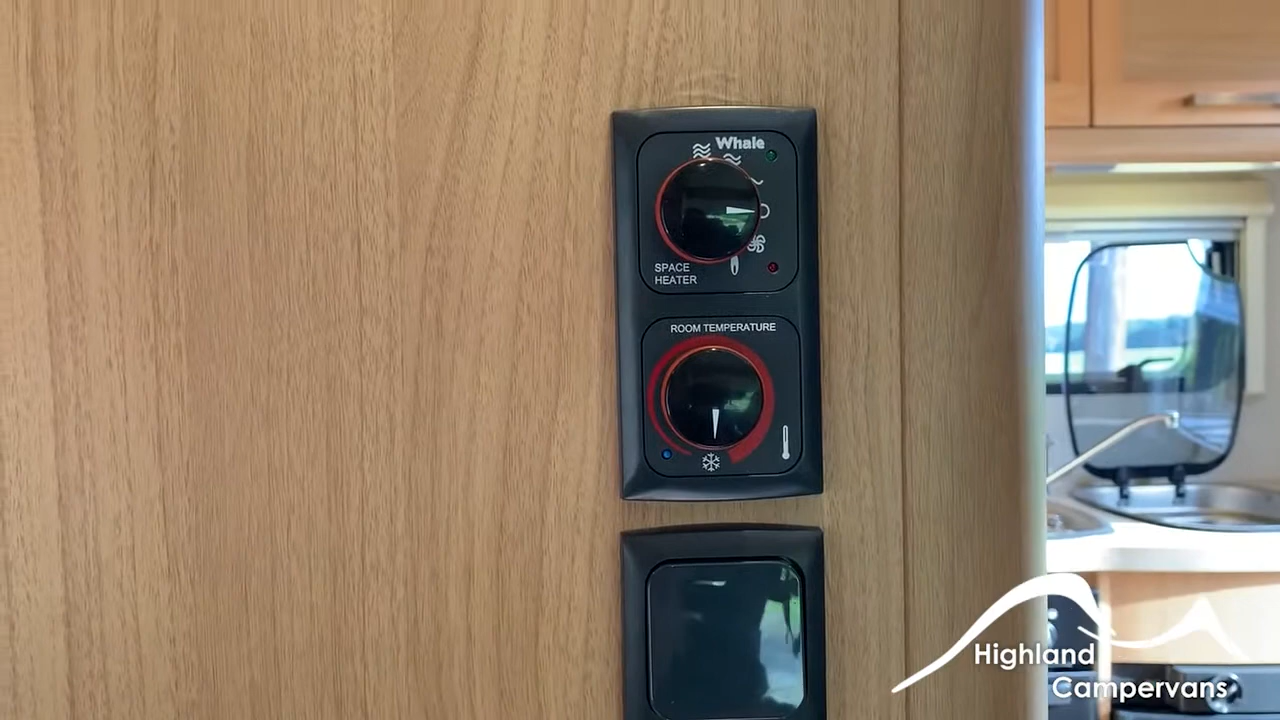 Whale
SPACE
HEATER
ROOM TEMPERATURE
Highland
Campervans